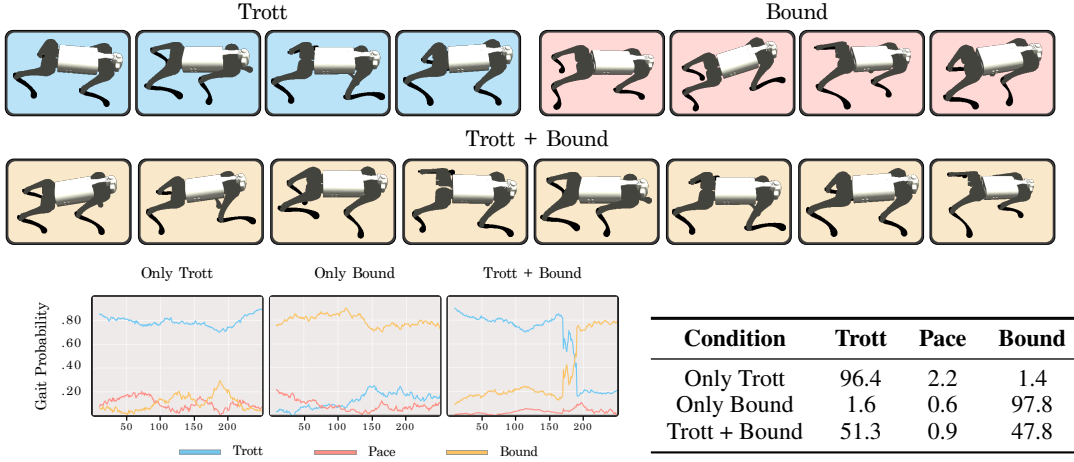 Trott
Bound
Trott + Bound
Only Trott
Only Bound
Trott + Bound
Gait Probability
.80
.60
.40
.20
50 100 150 200
50 100 150 200
50 100 150 200
Trott Pace Bound
Condition Trott Pace Bound
Only Trott 96.4 2.2 1.4
Only Bound 1.6 0.6 97.8
Trott + Bound 51.3 0.9 47.8